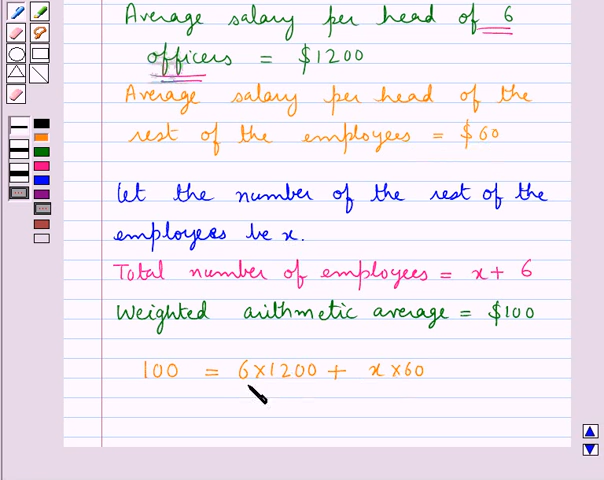 Average salary per head of 6
officers = $1200
Average salary per head of the
rest of the employees = $60
Let the number of the rest of the
employees be x.
Total number of employees = x + 6
Weighted arithmetic average = $100
100 = 6×1200 + x×60